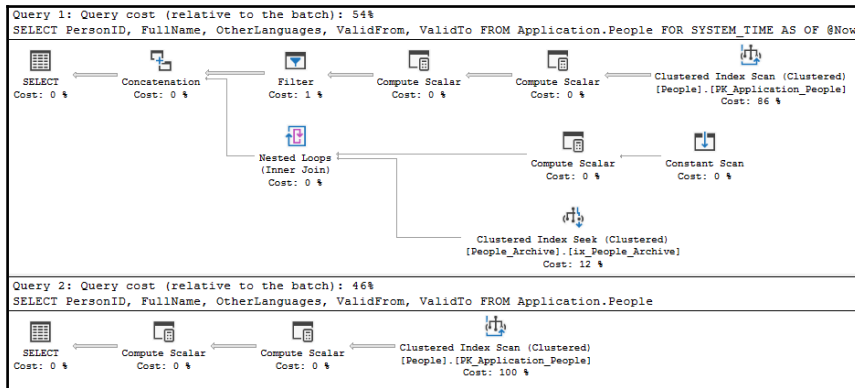 Query 1: Query cost (relative to the batch): 54%
SELECT PersonID, FullName, OtherLanguages, ValidFrom, ValidTo FROM Application.People FOR SYSTEM_TIME AS OF @Now
SELECT
Cost: 0 %
Concatenation
Cost: 0 %
Filter
Cost: 1 %
Compute Scalar
Cost: 0 %
Compute Scalar
Cost: 0 %
Clustered Index Scan (Clustered)
[People].[PK_Application_People]
Cost: 86 %
Nested Loops
(Inner Join)
Cost: 0 %
Compute Scalar
Cost: 0 %
Constant Scan
Cost: 0 %
Clustered Index Seek (Clustered)
[People_Archive].[ix_People_Archive]
Cost: 12 %
Query 2: Query cost (relative to the batch): 46%
SELECT PersonID, FullName, OtherLanguages, ValidFrom, ValidTo FROM Application.People
SELECT
Cost: 0 %
Compute Scalar
Cost: 0 %
Compute Scalar
Cost: 0 %
Clustered Index Scan (Clustered)
[People].[PK_Application_People]
Cost: 100 %